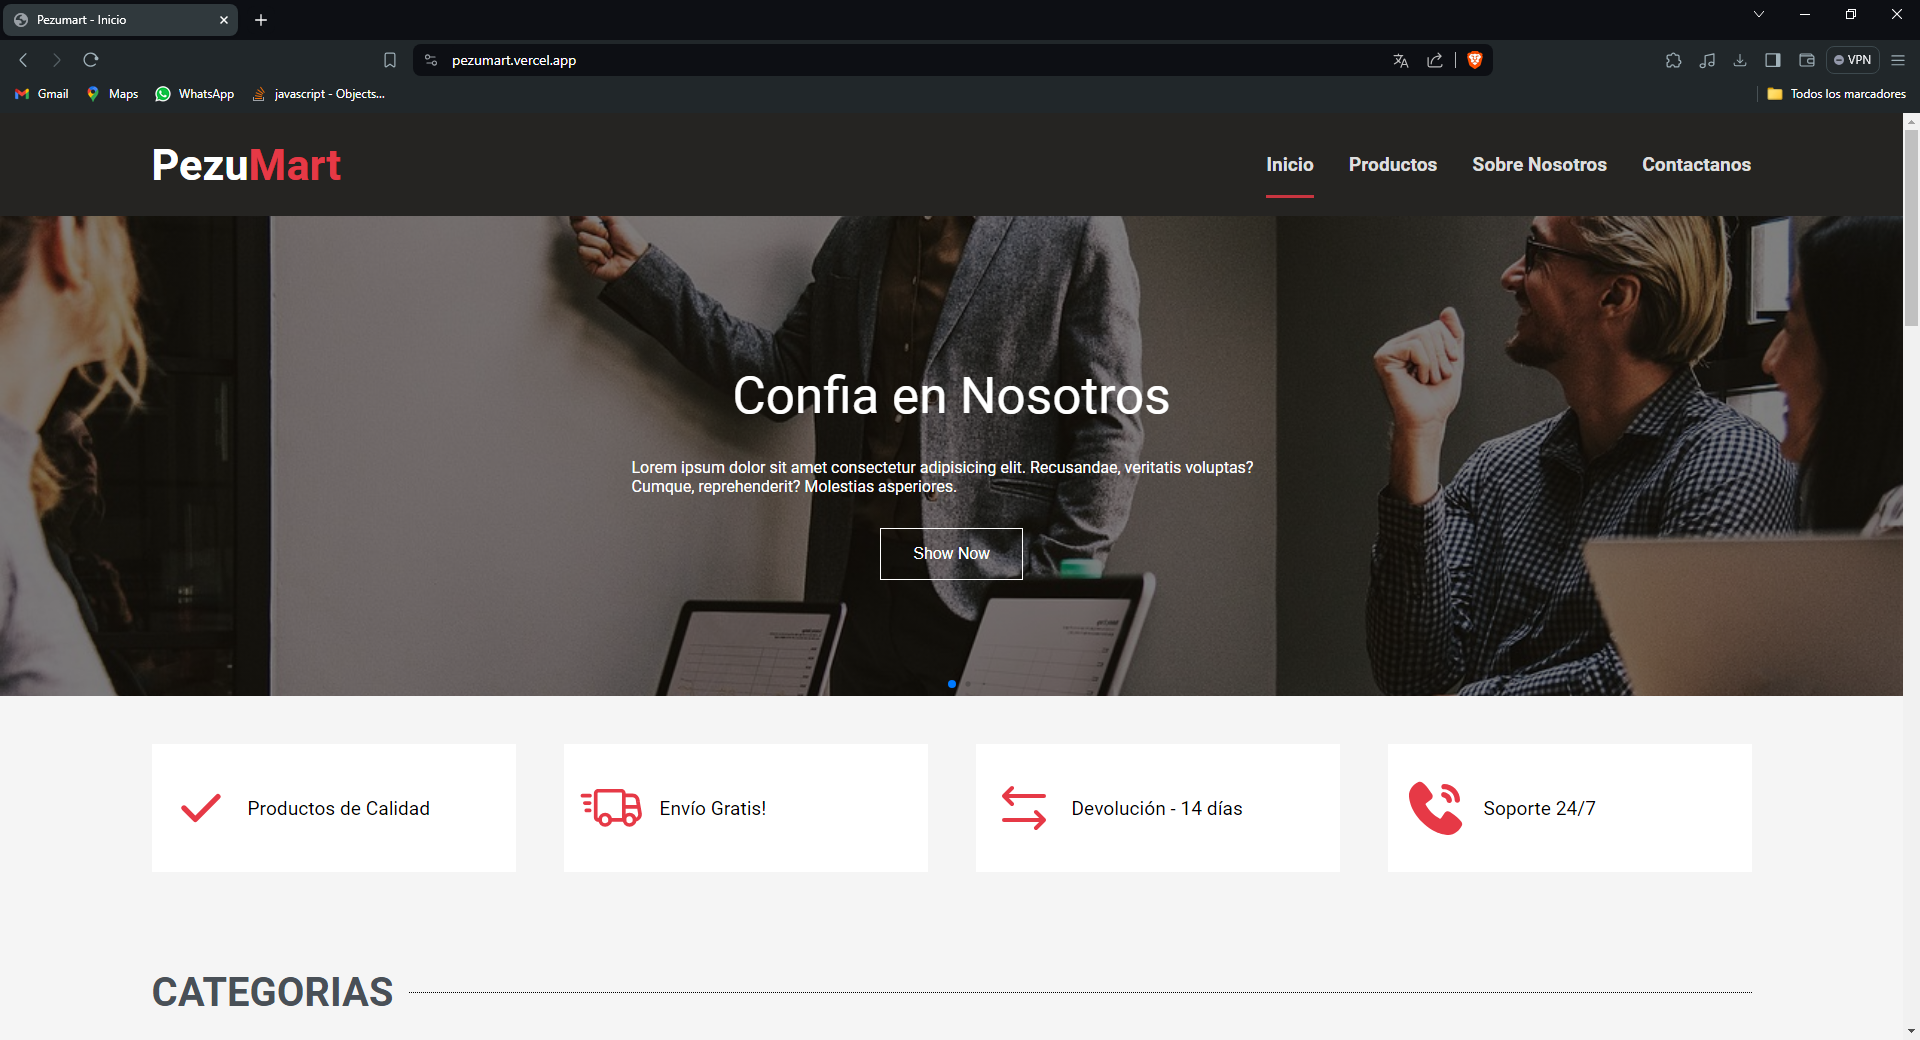 Pezumart - Inicio
pezumart.vercel.app
VPN
Gmail
Maps
WhatsApp
javascript - Objects...
Todos los marcadores
PezuMart
Inicio
Productos
Sobre Nosotros
Contactanos
Confia en Nosotros
Lorem ipsum dolor sit amet consectetur adipisicing elit. Recusandae, veritatis voluptas?
Cumque, reprehenderit? Molestias asperiores.
Show Now
Productos de Calidad
Envío Gratis!
Devolución - 14 días
Soporte 24/7
CATEGORIAS